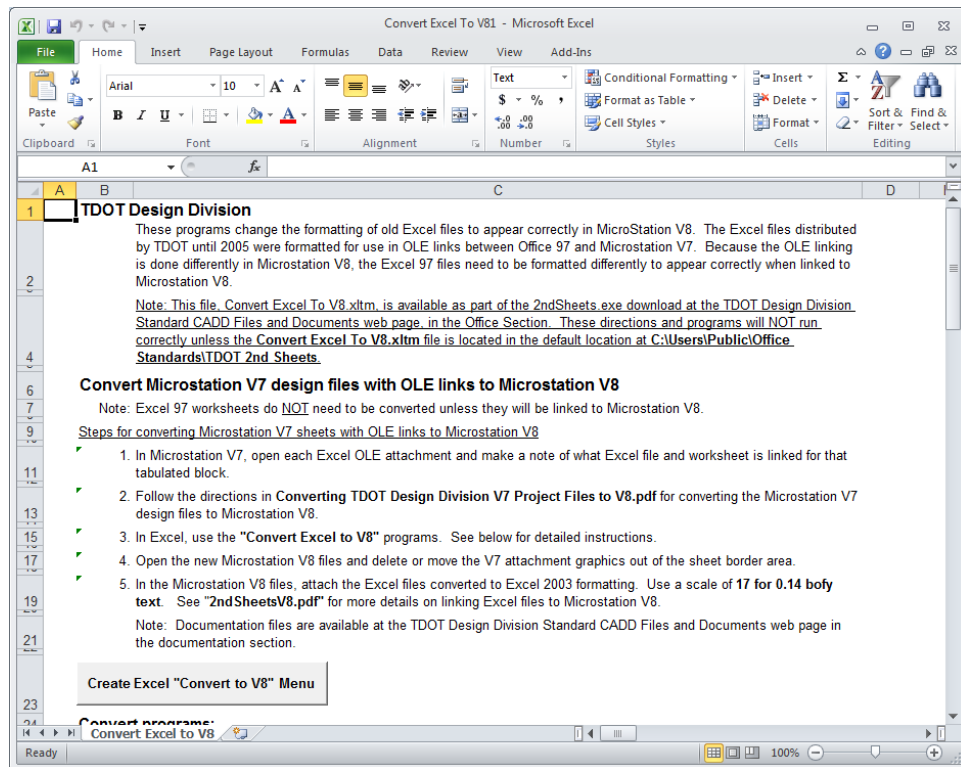 Convert Excel To V81 - Microsoft Excel
File Home Insert Page Layout Formulas Data Review View Add-Ins
Paste
Arial 10 A A
B I U A
Text
$ % ,
.00 .0
Conditional Formatting
Format as Table
Cell Styles
Insert
Delete
Format
Σ
Sort & Filter
Find & Select
Clipboard Font Alignment Number Styles Cells Editing
A1 fx
A B C D
1 TDOT Design Division
These programs change the formatting of old Excel files to appear correctly in MicroStation V8. The Excel files distributed
by TDOT until 2005 were formatted for use in OLE links between Office 97 and Microstation V7. Because the OLE linking
is done differently in Microstation V8, the Excel 97 files need to be formatted differently to appear correctly when linked to
2 Microstation V8.
Note: This file, Convert Excel To V8.xltm, is available as part of the 2ndSheets.exe download at the TDOT Design Division
Standard CADD Files and Documents web page, in the Office Section. These directions and programs will NOT run
correctly unless the Convert Excel To V8.xltm file is located in the default location at C:\Users\Public\Office
4 Standards\TDOT 2nd Sheets.
6 Convert Microstation V7 design files with OLE links to Microstation V8
7 Note: Excel 97 worksheets do NOT need to be converted unless they will be linked to Microstation V8.
9 Steps for converting Microstation V7 sheets with OLE links to Microstation V8
1. In Microstation V7, open each Excel OLE attachment and make a note of what Excel file and worksheet is linked for that
11 tabulated block.
2. Follow the directions in Converting TDOT Design Division V7 Project Files to V8.pdf for converting the Microstation V7
13 design files to Microstation V8.
15 3. In Excel, use the "Convert Excel to V8" programs. See below for detailed instructions.
17 4. Open the new Microstation V8 files and delete or move the V7 attachment graphics out of the sheet border area.
5. In the Microstation V8 files, attach the Excel files converted to Excel 2003 formatting. Use a scale of 17 for 0.14 bofy
19 text. See "2ndSheetsV8.pdf" for more details on linking Excel files to Microstation V8.
Note: Documentation files are available at the TDOT Design Division Standard CADD Files and Documents web page in
21 the documentation section.
Create Excel "Convert to V8" Menu
23
24 Convert programs:
Convert Excel to V8
Ready 100%